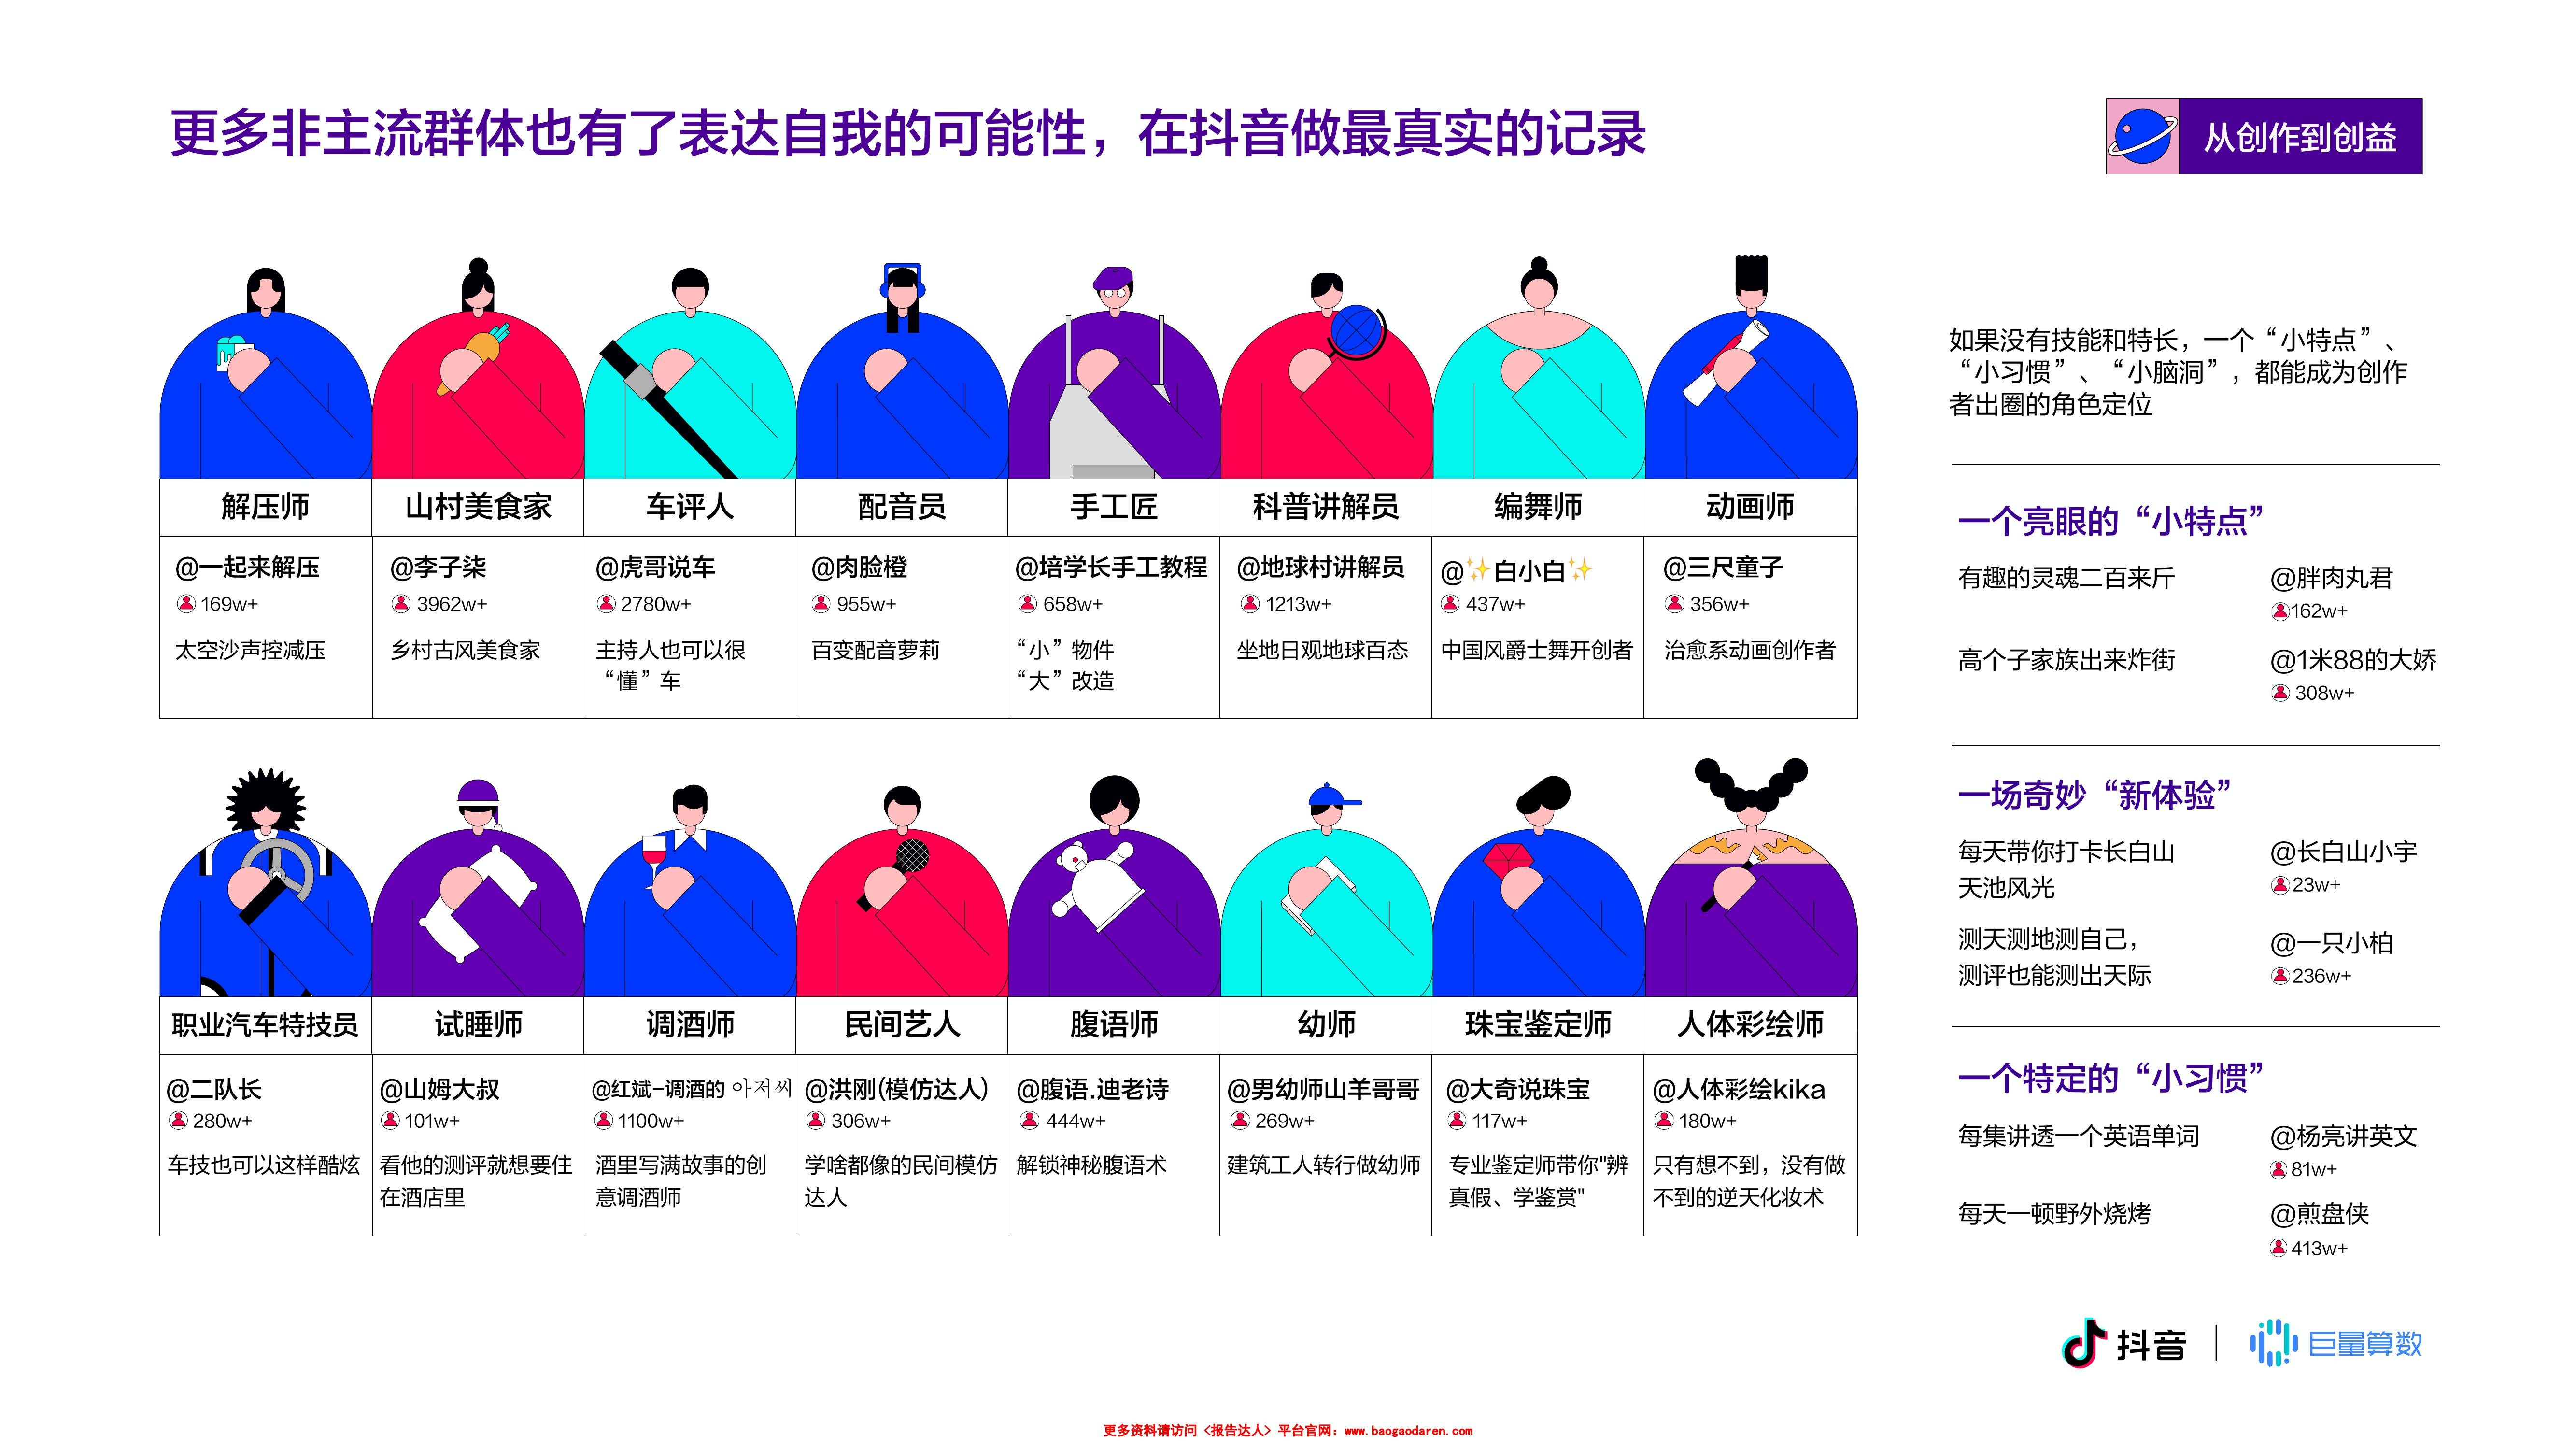 更多非主流群体也有了表达自我的可能性，在抖音做最真实的记录
从创作到创益
解压师
@一起来解压
169w+
太空沙声控减压
山村美食家
@李子柒
3962w+
乡村古风美食家
车评人
@虎哥说车
2780w+
主持人也可以很
“懂”车
配音员
@肉脸橙
955w+
百变配音萝莉
手工匠
@培学长手工教程
658w+
“小”物件
“大”改造
科普讲解员
@地球村讲解员
1213w+
坐地日观地球百态
编舞师
@✨白小白✨
437w+
中国风爵士舞开创者
动画师
@三尺童子
356w+
治愈系动画创作者
职业汽车特技员
@二队长
280w+
车技也可以这样酷炫
试睡师
@山姆大叔
101w+
看他的测评就想要住
在酒店里
调酒师
@红斌-调酒的 아저씨
1100w+
酒里写满故事的创
意调酒师
民间艺人
@洪刚(模仿达人)
306w+
学啥都像的民间模仿
达人
腹语师
@腹语.迪老诗
444w+
解锁神秘腹语术
幼师
@男幼师山羊哥哥
269w+
建筑工人转行做幼师
珠宝鉴定师
@大奇说珠宝
117w+
专业鉴定师带你"辨
真假、学鉴赏"
人体彩绘师
@人体彩绘kika
180w+
只有想不到，没有做
不到的逆天化妆术
如果没有技能和特长，一个“小特点”、
“小习惯”、“小脑洞”，都能成为创作
者出圈的角色定位
一个亮眼的“小特点”
有趣的灵魂二百来斤
@胖肉丸君
162w+
高个子家族出来炸街
@1米88的大娇
308w+
一场奇妙“新体验”
每天带你打卡长白山
天池风光
@长白山小宇
23w+
测天测地测自己，
测评也能测出天际
@一只小柏
236w+
一个特定的“小习惯”
每集讲透一个英语单词
@杨亮讲英文
81w+
每天一顿野外烧烤
@煎盘侠
413w+
抖音
巨量算数
更多资料请访问《报告达人》平台官网：www.baogaodaren.com